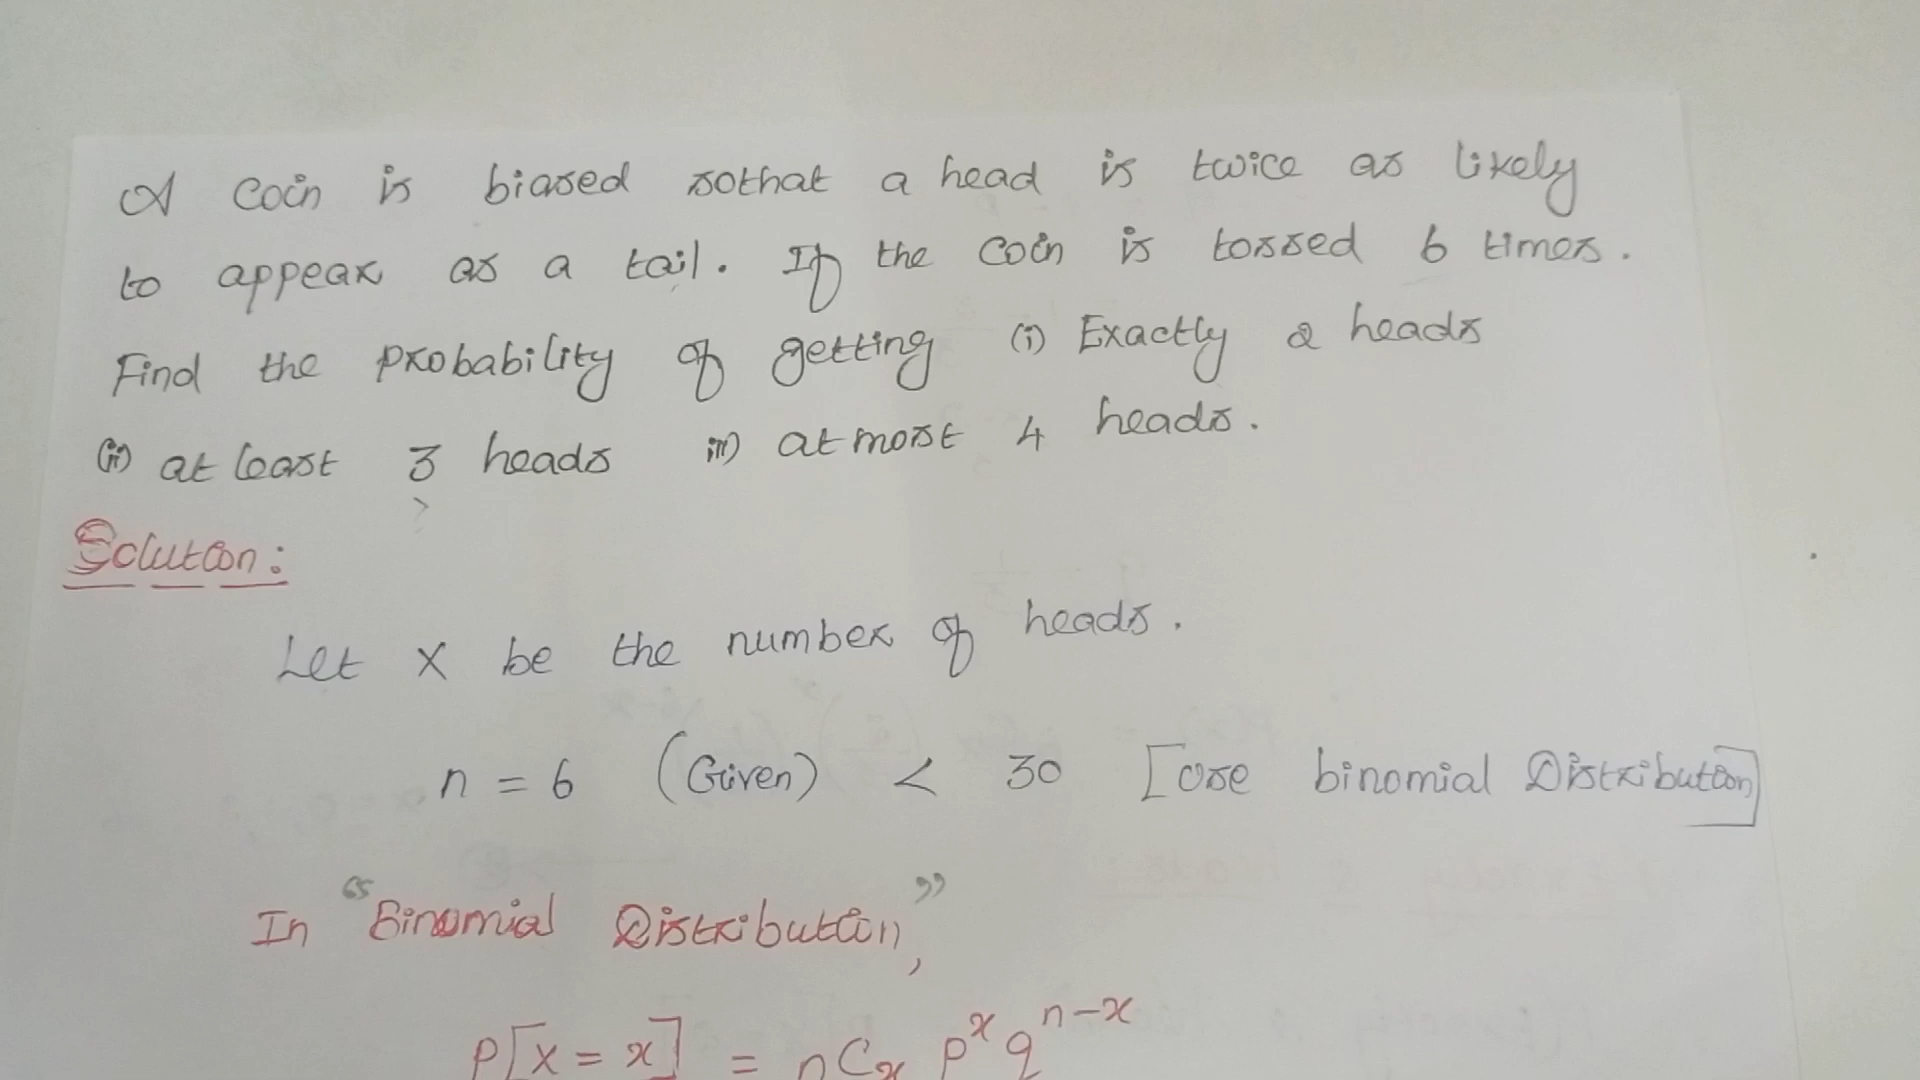 A coin is biased sothat a head is twice as likely
to appear as a tail. If the coin is tossed 6 times.
Find the probability of getting (i) Exactly 2 heads
(ii) at least 3 heads iii) at most 4 heads.
Solution:
Let X be the number of heads.
n = 6 (Given) < 30 [use binomial Distribution]
In "Binomial Distribution,"
P[X = x] = nCx p^x q^n-x